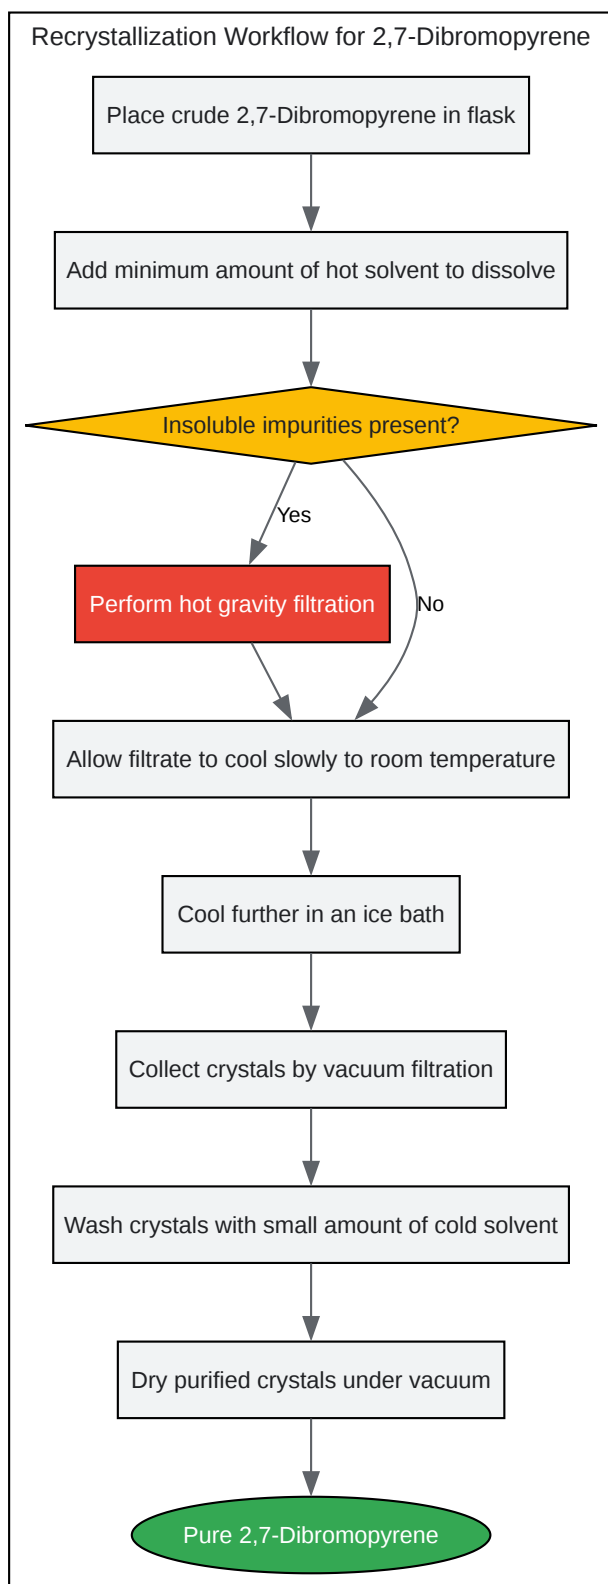 Recrystallization Workflow for 2,7-Dibromopyrene
Place crude 2,7-Dibromopyrene in flask
Add minimum amount of hot solvent to dissolve
Insoluble impurities present?
Yes
Perform hot gravity filtration
No
Allow filtrate to cool slowly to room temperature
Cool further in an ice bath
Collect crystals by vacuum filtration
Wash crystals with small amount of cold solvent
Dry purified crystals under vacuum
Pure 2,7-Dibromopyrene